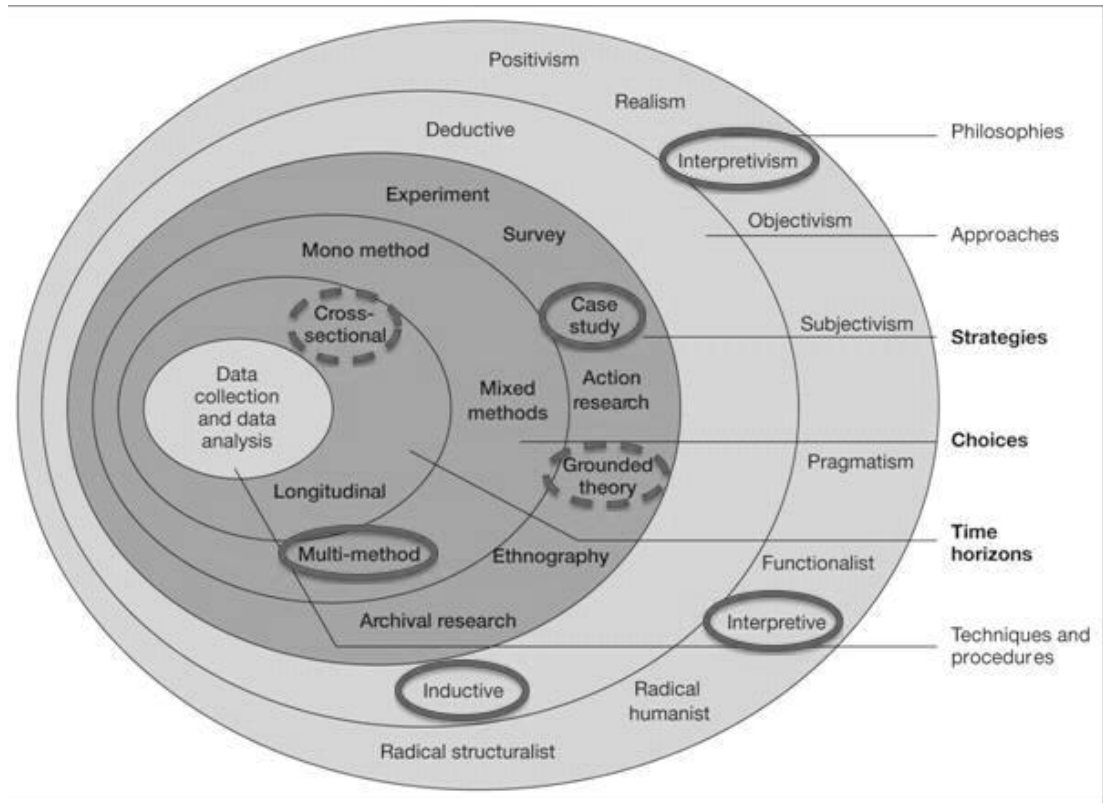 Positivism
Realism
Philosophies
Deductive
Interpretivism
Experiment
Objectivism
Approaches
Survey
Mono method
Cross-
sectional
Case
study
Subjectivism
Strategies
Data
collection
and data
analysis
Mixed
methods
Action
research
Choices
Grounded
theory
Pragmatism
Longitudinal
Time
horizons
Multi-method
Ethnography
Functionalist
Archival research
Interpretive
Techniques and
procedures
Inductive
Radical
humanist
Radical structuralist